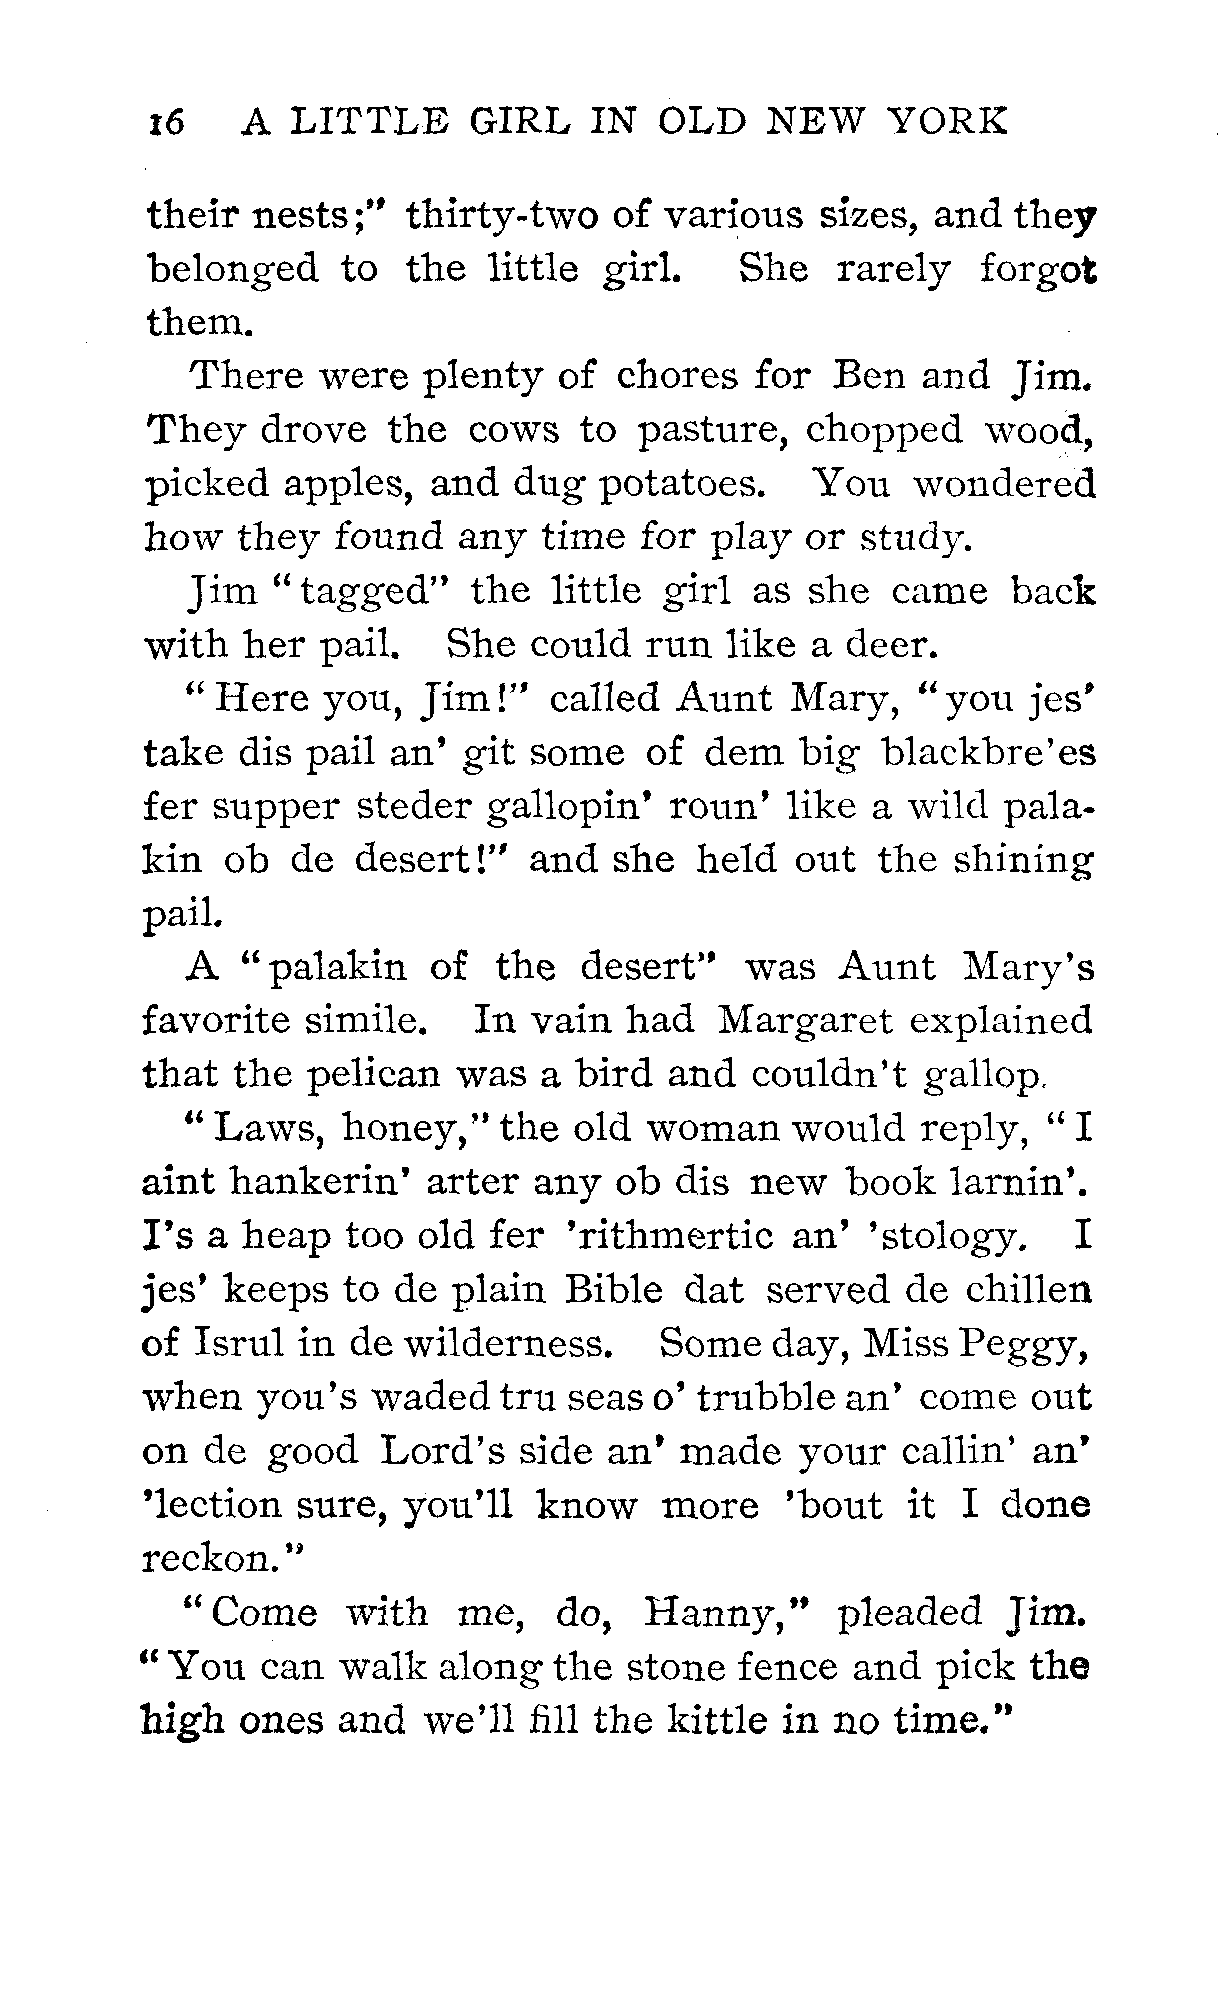 16 A LITTLE GIRL IN OLD NEW YORK
their nests;" thirty-two of various sizes, and they
belonged to the little girl. She rarely forgot
them.
There were plenty of chores for Ben and Jim.
They drove the cows to pasture, chopped wood,
picked apples, and dug potatoes. You wondered
how they found any time for play or study.
Jim "tagged" the little girl as she came back
with her pail. She could run like a deer.
"Here you, Jim!" called Aunt Mary, "you jes'
take dis pail an' git some of dem big blackbre'es
fer supper steder gallopin' roun' like a wild pala-
kin ob de desert!" and she held out the shining
pail.
A "palakin of the desert" was Aunt Mary's
favorite simile. In vain had Margaret explained
that the pelican was a bird and couldn't gallop.
"Laws, honey," the old woman would reply, "I
aint hankerin' arter any ob dis new book larnin'.
I's a heap too old fer 'rithmertic an' 'stology. I
jes' keeps to de plain Bible dat served de chillen
of Isrul in de wilderness. Some day, Miss Peggy,
when you's waded tru seas o' trubble an' come out
on de good Lord's side an' made your callin' an'
'lection sure, you'll know more 'bout it I done
reckon."
"Come with me, do, Hanny," pleaded Jim.
"You can walk along the stone fence and pick the
high ones and we'll fill the kittle in no time."